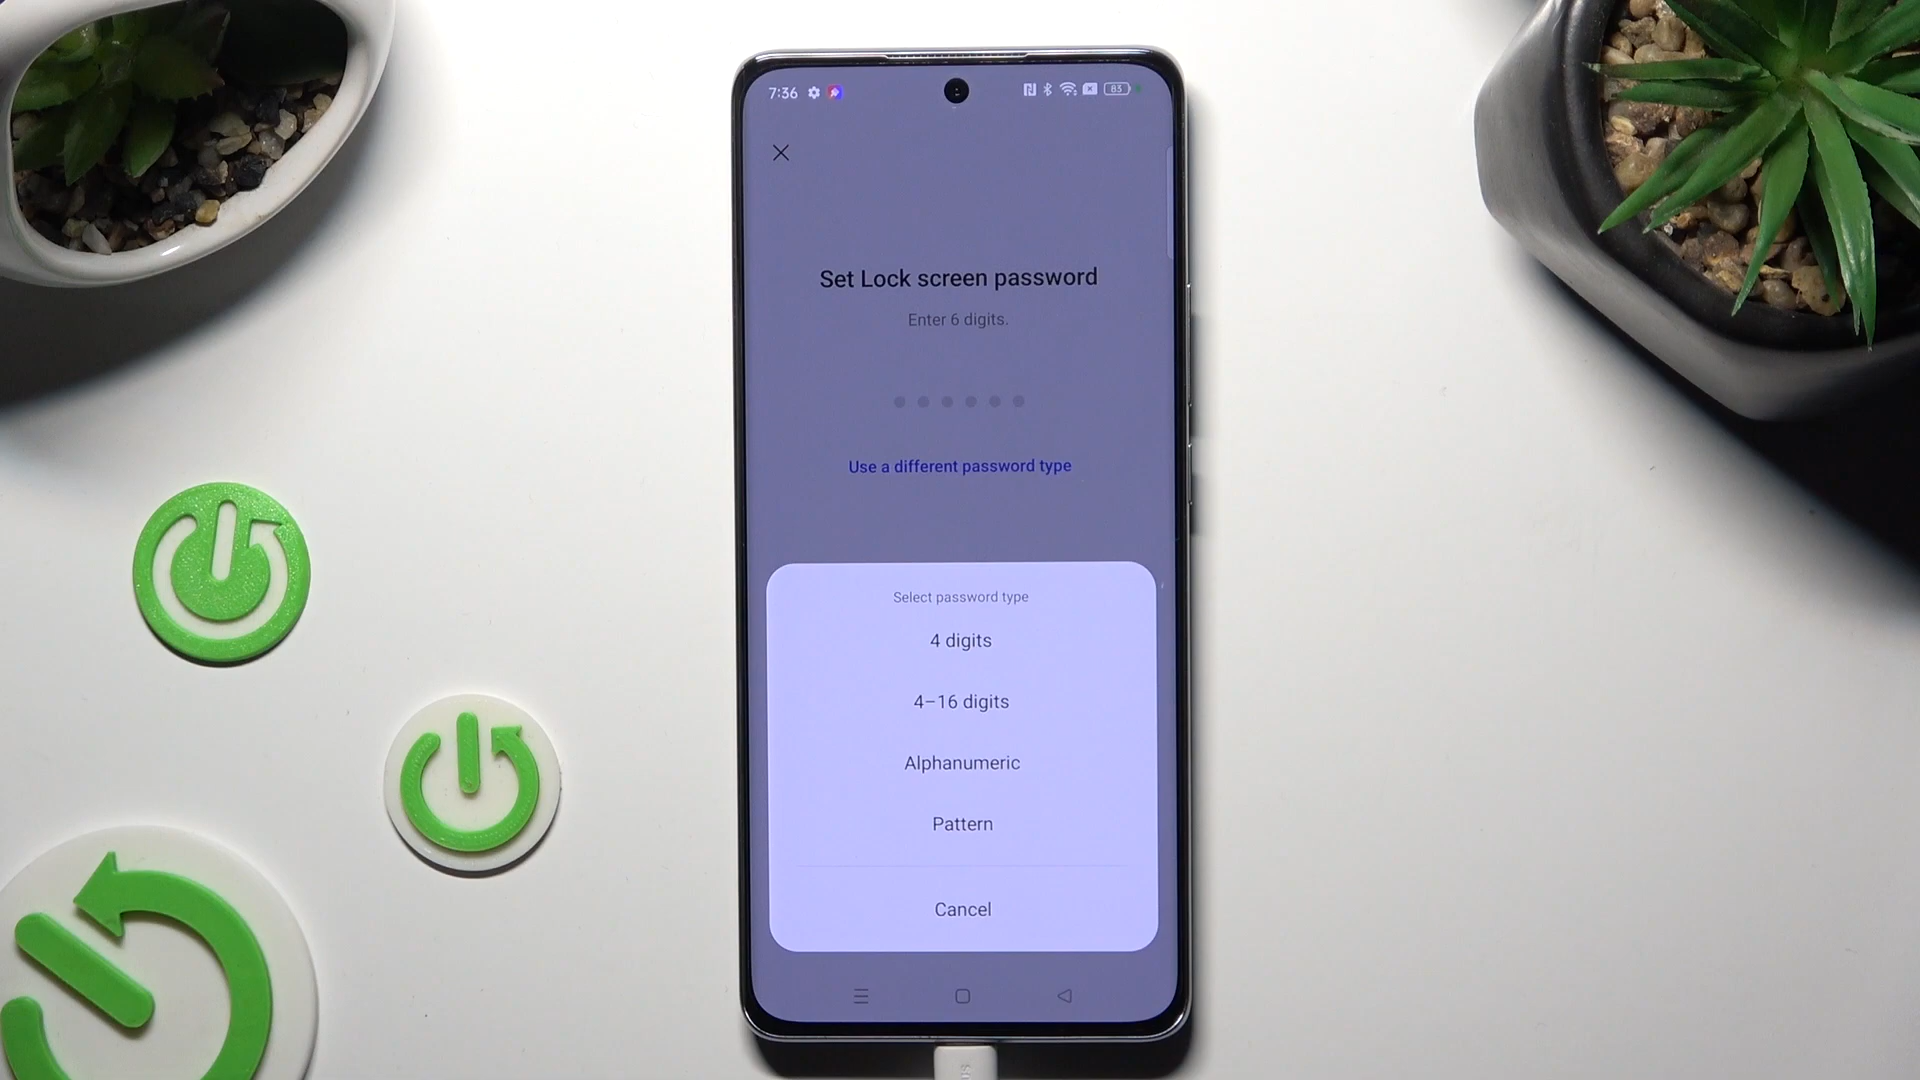 7:36
83
Set Lock screen password
Enter 6 digits.
Use a different password type
Select password type
4 digits
4–16 digits
Alphanumeric
Pattern
Cancel